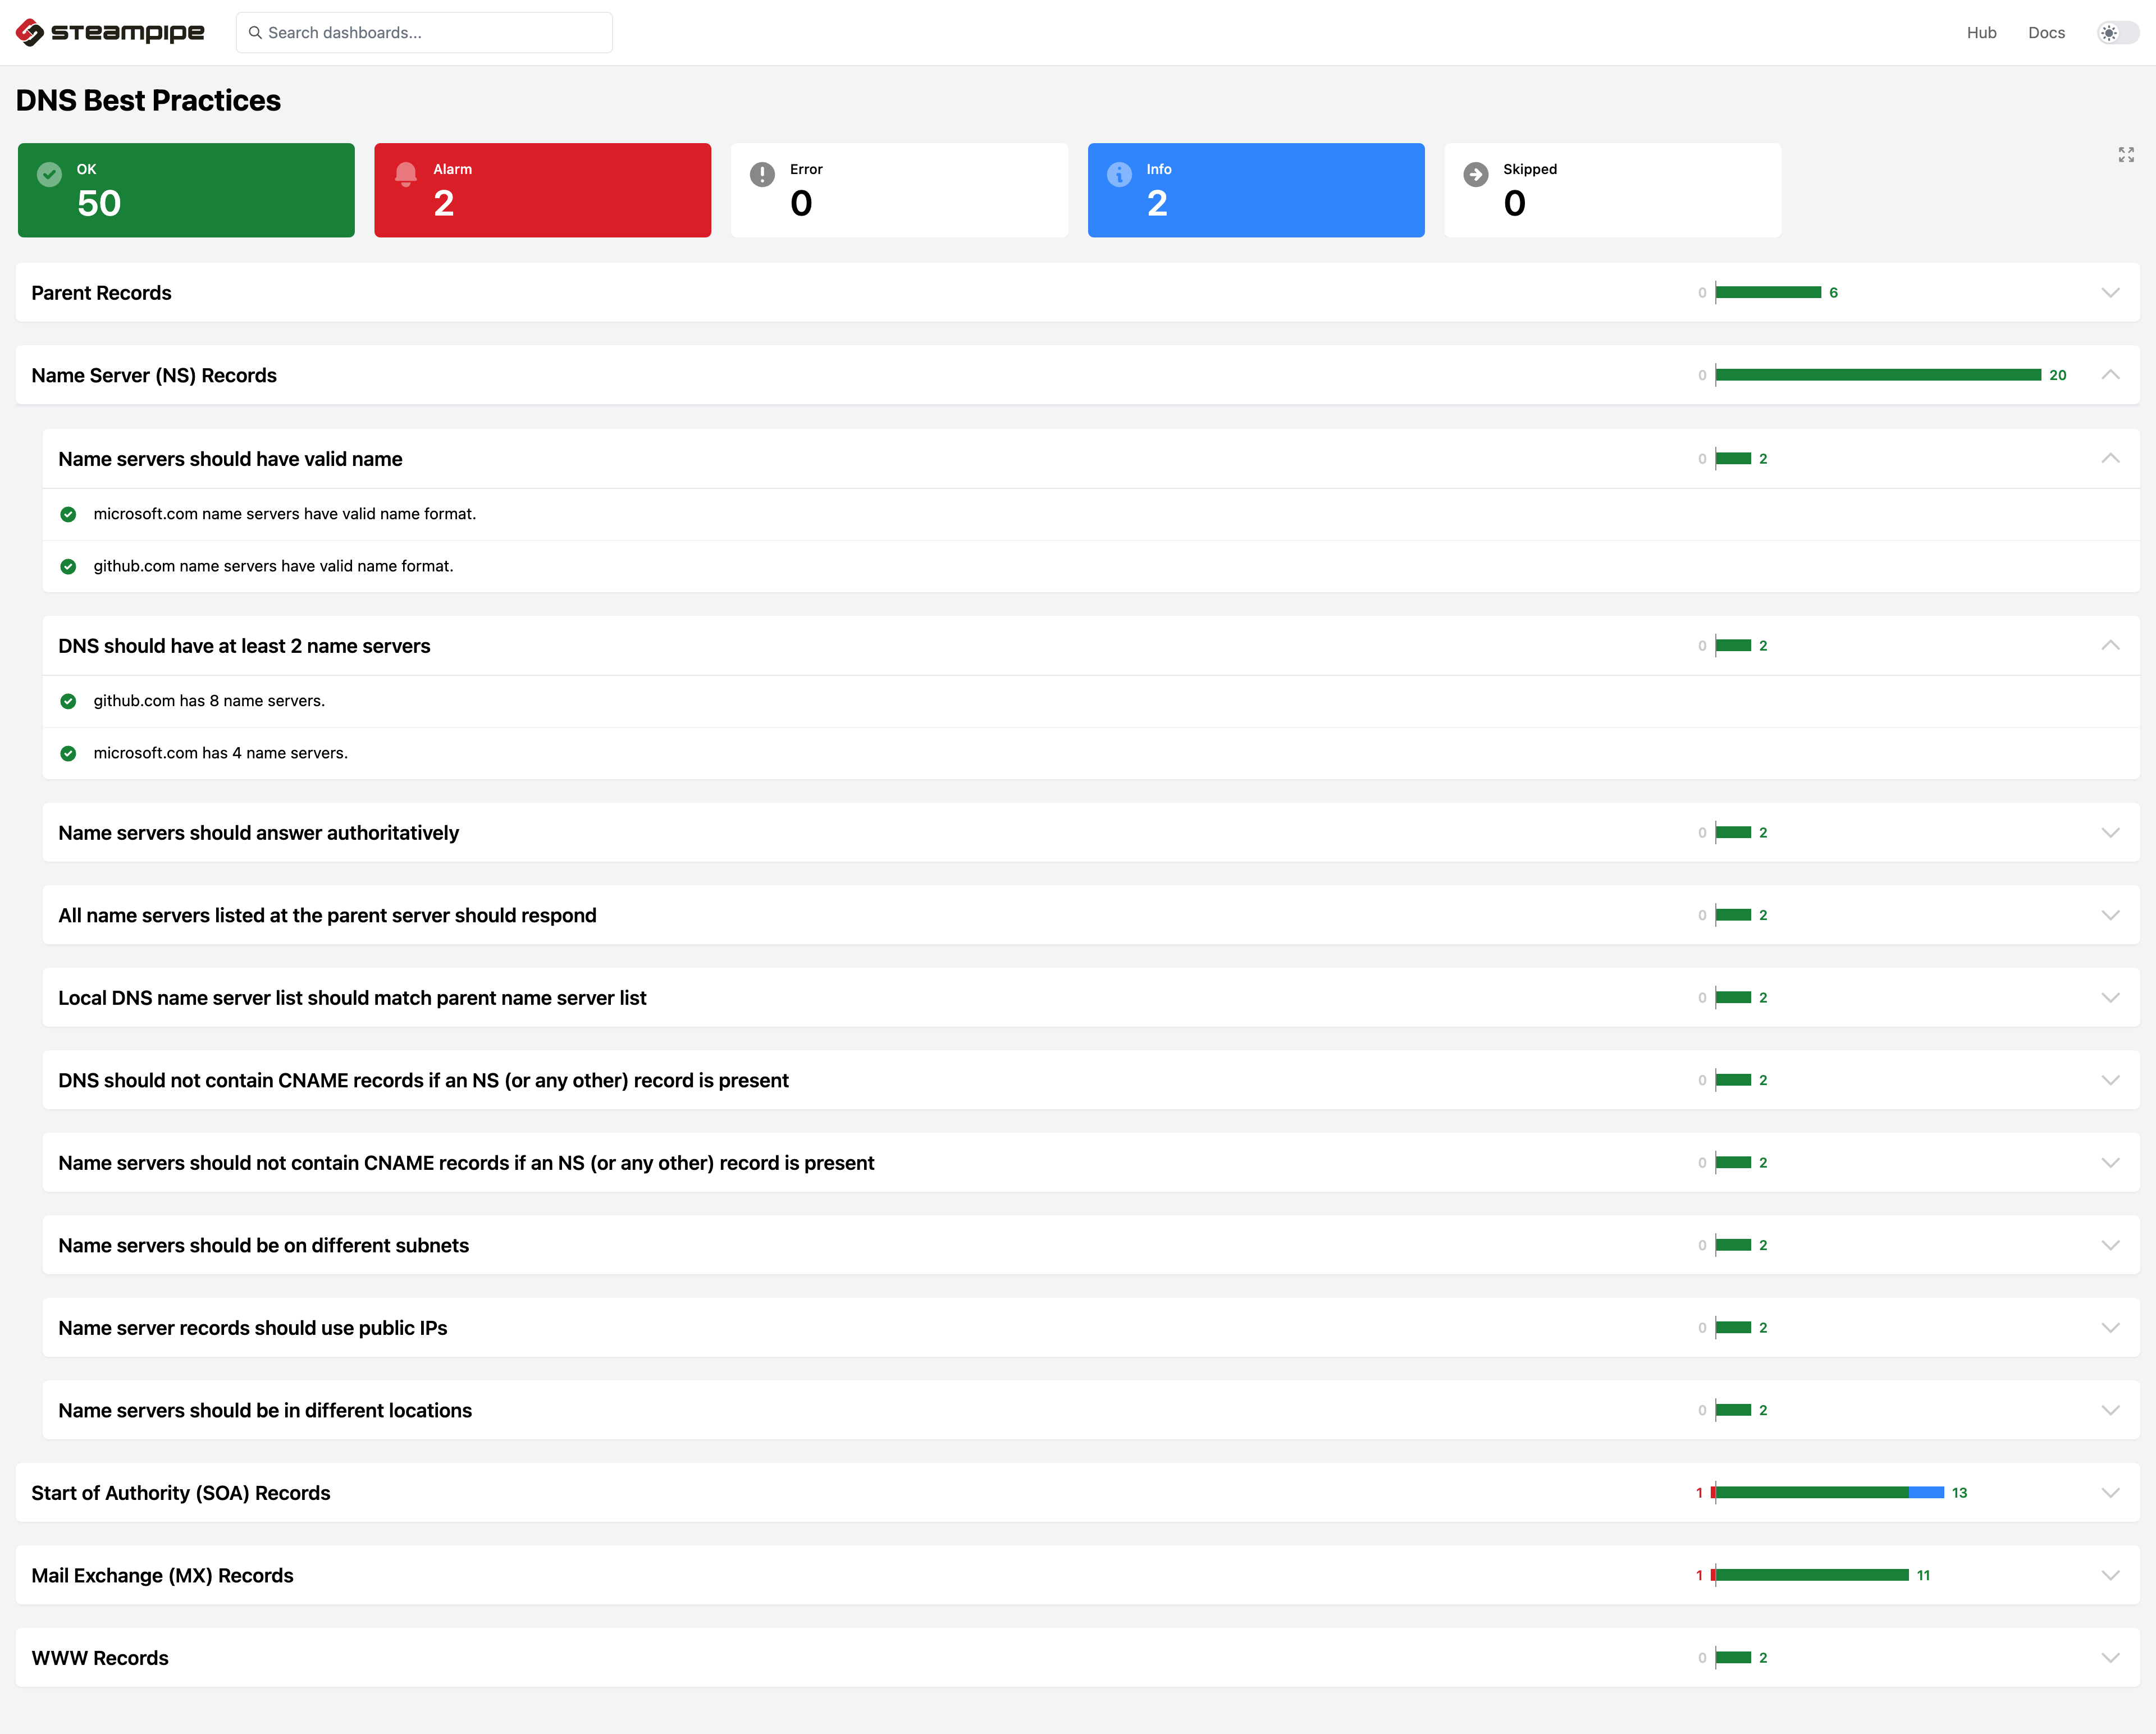 steampipe
Search dashboards...
Hub
Docs
DNS Best Practices
OK
50
Alarm
2
Error
0
Info
2
Skipped
0
Parent Records 0 6
Name Server (NS) Records 0 20
Name servers should have valid name 0 2
microsoft.com name servers have valid name format.
github.com name servers have valid name format.
DNS should have at least 2 name servers 0 2
github.com has 8 name servers.
microsoft.com has 4 name servers.
Name servers should answer authoritatively 0 2
All name servers listed at the parent server should respond 0 2
Local DNS name server list should match parent name server list 0 2
DNS should not contain CNAME records if an NS (or any other) record is present 0 2
Name servers should not contain CNAME records if an NS (or any other) record is present 0 2
Name servers should be on different subnets 0 2
Name server records should use public IPs 0 2
Name servers should be in different locations 0 2
Start of Authority (SOA) Records 1 13
Mail Exchange (MX) Records 1 11
WWW Records 0 2